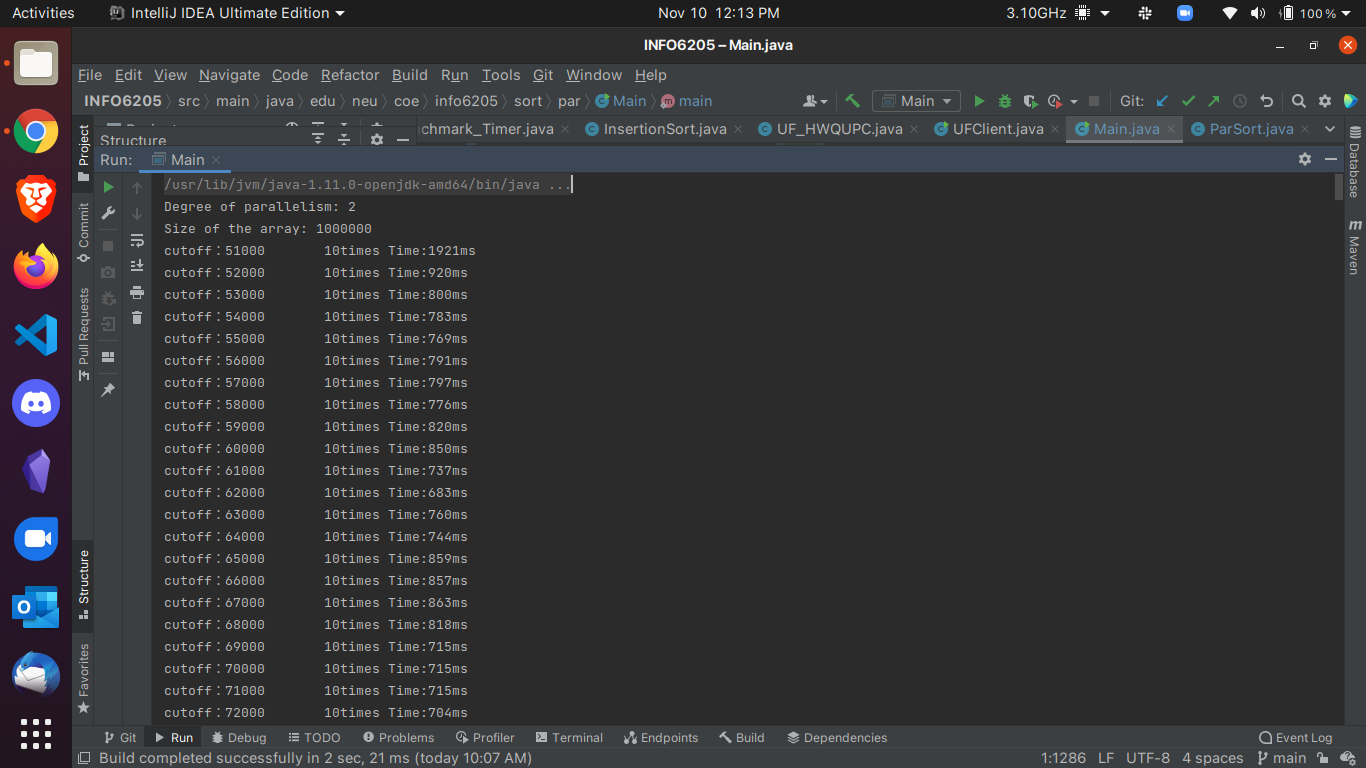 Activities IntelliJ IDEA Ultimate Edition Nov 10 12:13 PM 3.10GHz 100 %
INFO6205 – Main.java
File Edit View Navigate Code Refactor Build Run Tools Git Window Help
INFO6205 src main java edu neu coe info6205 sort par Main main Main Git:
Project
Structure chmark_Timer.java InsertionSort.java UF_HWQUPC.java UFClient.java Main.java ParSort.java
Run: Main
/usr/lib/jvm/java-1.11.0-openjdk-amd64/bin/java ...
Degree of parallelism: 2
Size of the array: 1000000
cutoff：51000 10times Time:1921ms
cutoff：52000 10times Time:920ms
cutoff：53000 10times Time:800ms
cutoff：54000 10times Time:783ms
cutoff：55000 10times Time:769ms
cutoff：56000 10times Time:791ms
cutoff：57000 10times Time:797ms
cutoff：58000 10times Time:776ms
cutoff：59000 10times Time:820ms
cutoff：60000 10times Time:850ms
cutoff：61000 10times Time:737ms
cutoff：62000 10times Time:683ms
cutoff：63000 10times Time:760ms
cutoff：64000 10times Time:744ms
cutoff：65000 10times Time:859ms
cutoff：66000 10times Time:857ms
cutoff：67000 10times Time:863ms
cutoff：68000 10times Time:818ms
cutoff：69000 10times Time:715ms
cutoff：70000 10times Time:715ms
cutoff：71000 10times Time:715ms
cutoff：72000 10times Time:704ms
Project
Commit
Pull Requests
Structure
Favorites
Database
Maven
Git Run Debug TODO Problems Profiler Terminal Endpoints Build Dependencies Event Log
Build completed successfully in 2 sec, 21 ms (today 10:07 AM) 1:1286 LF UTF-8 4 spaces main